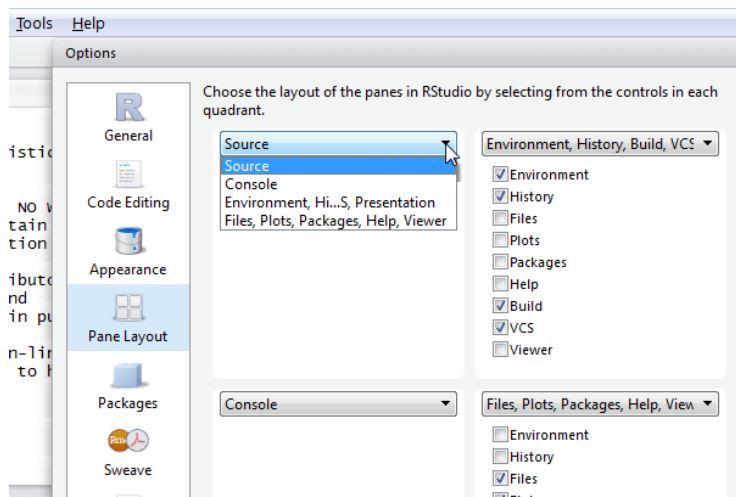 Tools Help
Options
Choose the layout of the panes in RStudio by selecting from the controls in each
quadrant.
R
General
Code Editing
Appearance
Pane Layout
Packages
Sweave
Source
Source
Console
Environment, Hi...S, Presentation
Files, Plots, Packages, Help, Viewer
Environment, History, Build, VCS
Environment
History
Files
Plots
Packages
Help
Build
VCS
Viewer
Console
Files, Plots, Packages, Help, View
Environment
History
Files
istic
NO W
tain
tion
ibuto
nd
in pu
n-lin
to h